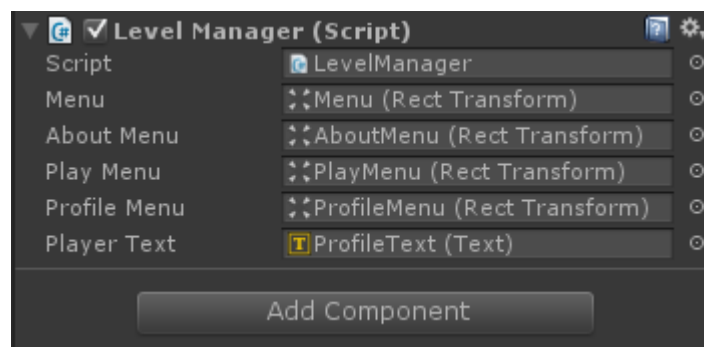 Level Manager (Script)
Script LevelManager
Menu Menu (Rect Transform)
About Menu AboutMenu (Rect Transform)
Play Menu PlayMenu (Rect Transform)
Profile Menu ProfileMenu (Rect Transform)
Player Text ProfileText (Text)
Add Component